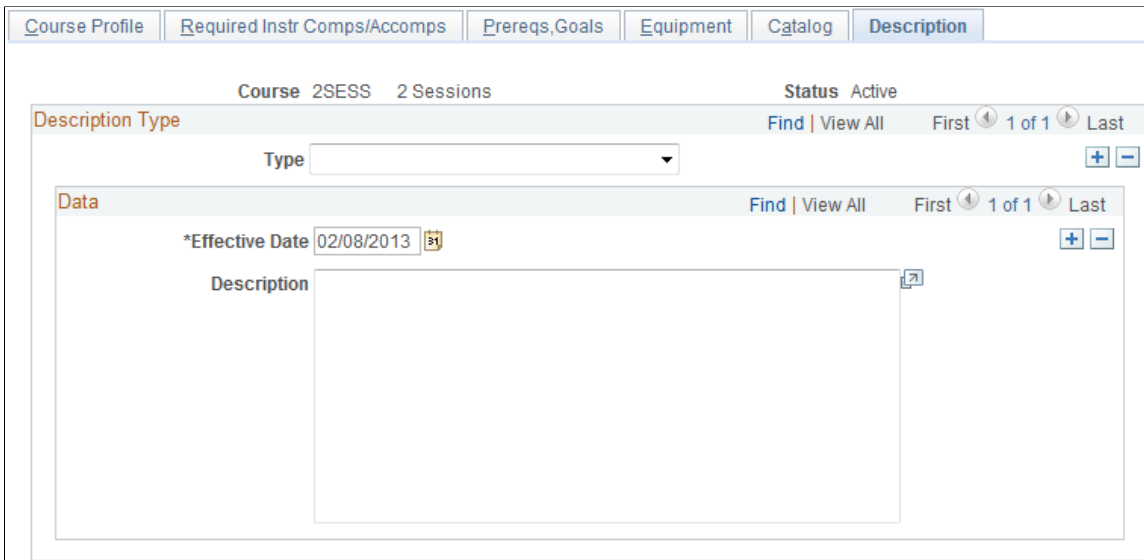 Course Profile Required Instr Comps/Accomps Prereqs,Goals Equipment Catalog Description
Course 2SESS 2 Sessions Status Active
Description Type Find | View All First 1 of 1 Last
Type
Data Find | View All First 1 of 1 Last
*Effective Date 02/08/2013 31
Description